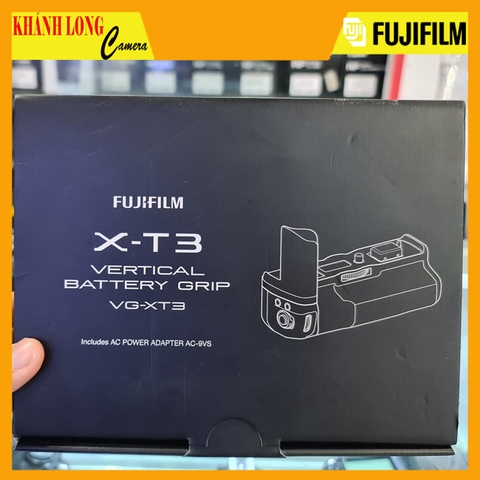 KHÁNH LONG
Camera
FUJIFILM
FUJIFILM
X-T3
VERTICAL
BATTERY GRIP
VG-XT3
Includes AC POWER ADAPTER AC-9VS